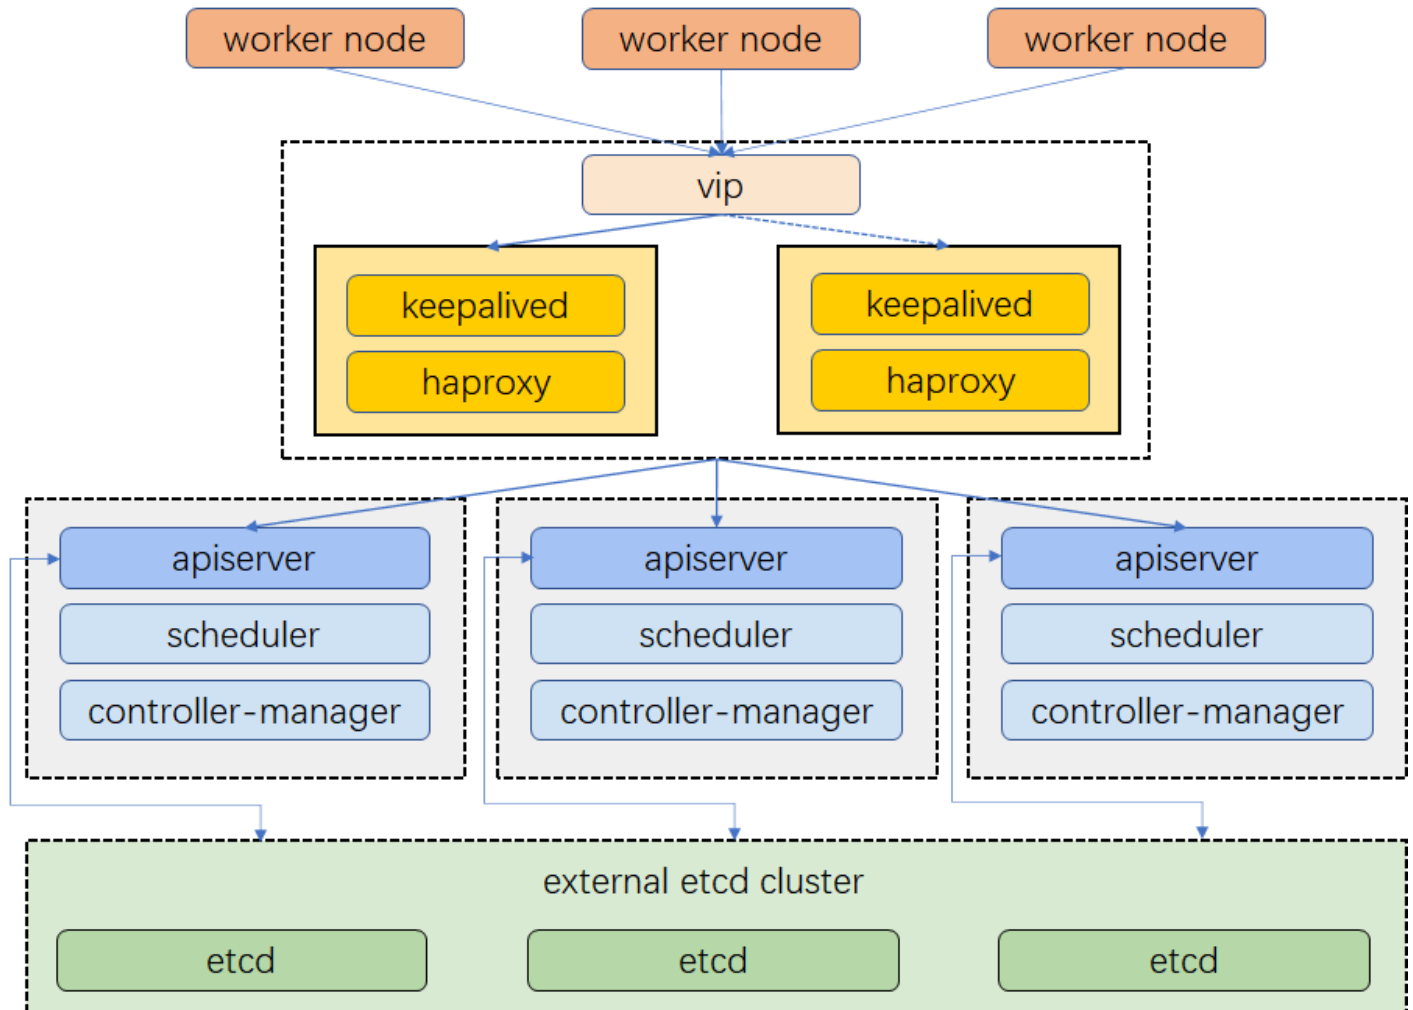 worker node
worker node
worker node
vip
keepalived
haproxy
keepalived
haproxy
apiserver
scheduler
controller-manager
apiserver
scheduler
controller-manager
apiserver
scheduler
controller-manager
external etcd cluster
etcd
etcd
etcd